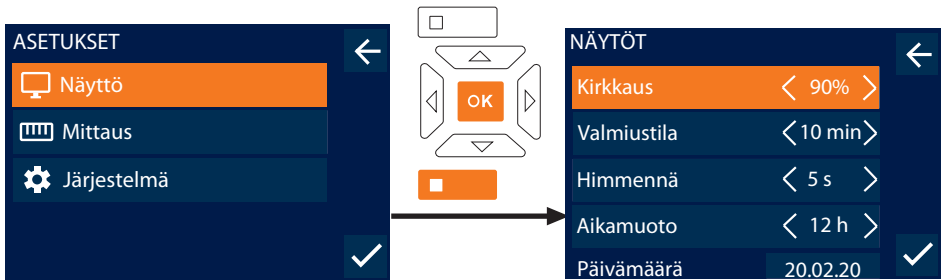 ASETUKSET
Näyttö
Mittaus
Järjestelmä
OK
NÄYTÖT
Kirkkaus 90%
Valmiustila 10 min
Himmennä 5 s
Aikamuoto 12 h
Päivämäärä 20.02.20